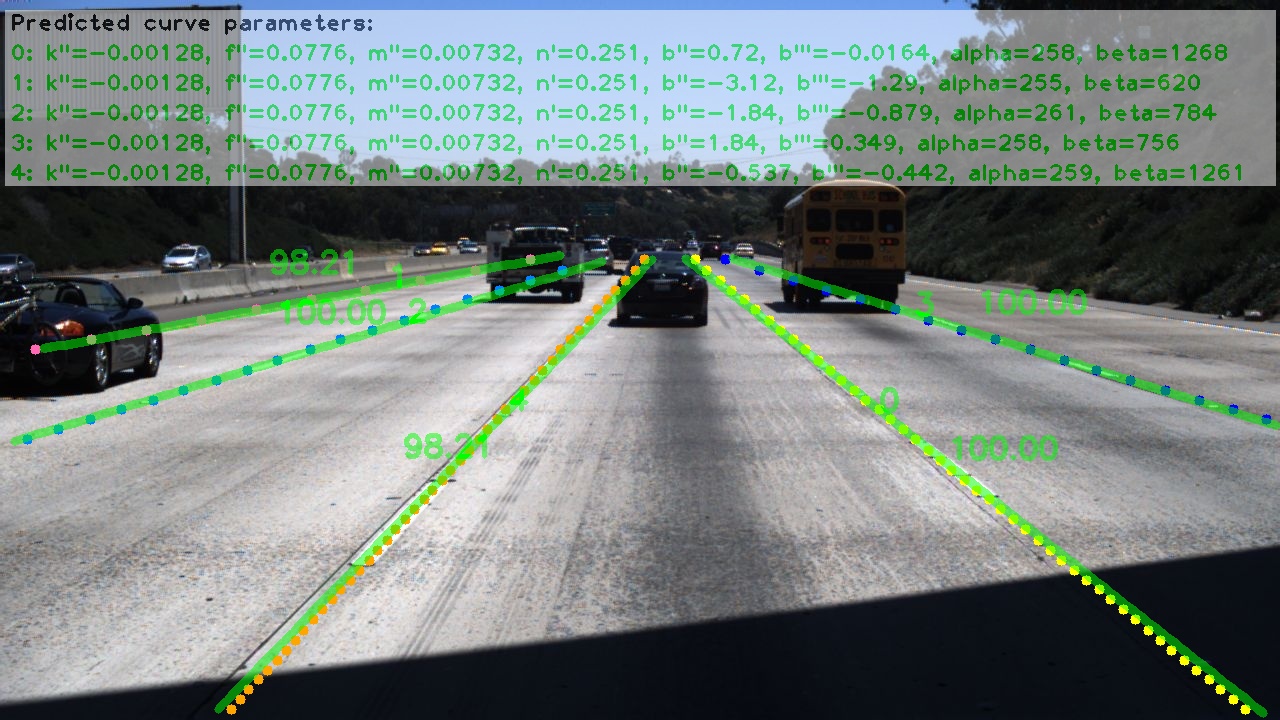 Predicted curve parameters:
0: k''=-0.00128, f''=0.0776, m''=0.00732, n'=0.251, b''=0.72, b'''=-0.0164, alpha=258, beta=1268
1: k''=-0.00128, f''=0.0776, m''=0.00732, n'=0.251, b''=-3.12, b'''=-1.29, alpha=255, beta=620
2: k''=-0.00128, f''=0.0776, m''=0.00732, n'=0.251, b''=-1.84, b'''=-0.879, alpha=261, beta=784
3: k''=-0.00128, f''=0.0776, m''=0.00732, n'=0.251, b''=1.84, b'''=0.349, alpha=258, beta=756
4: k''=-0.00128, f''=0.0776, m''=0.00732, n'=0.251, b''=-0.537, b'''=-0.442, alpha=259, beta=1261
SCHOOL BUS
98.21 1
100.00 2
3 100.00
4
0
98.21
100.00